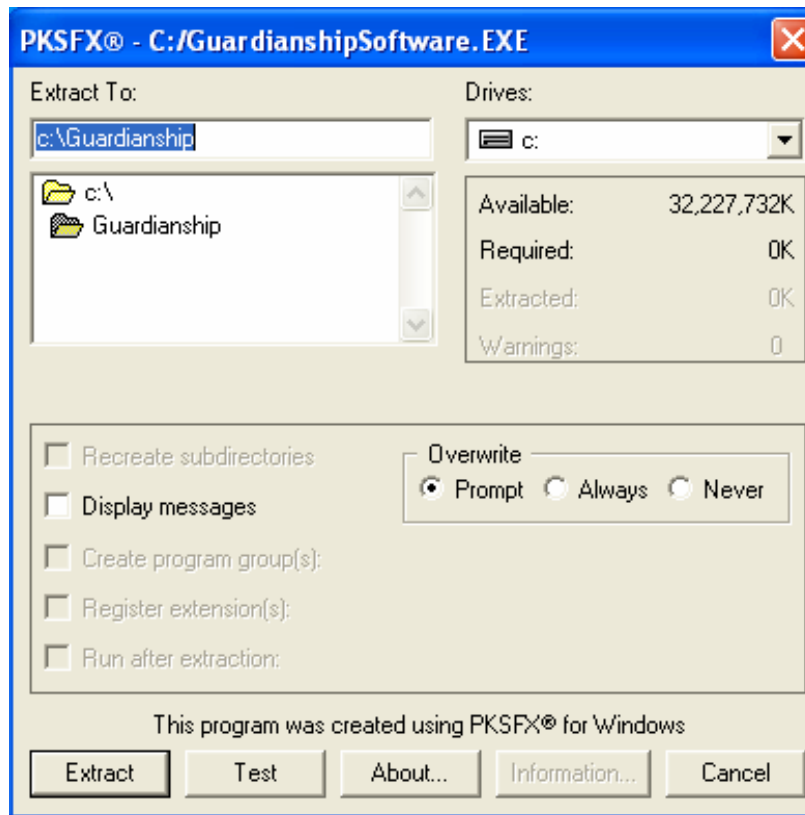 PKSFX® - C:/GuardianshipSoftware.EXE
Extract To:
Drives:
c:\Guardianship
c:
c:\
Guardianship
Available: 32,227,732K
Required: 0K
Extracted: 0K
Warnings: 0
Recreate subdirectories
Display messages
Create program group(s):
Register extension(s):
Run after extraction:
Overwrite
Prompt Always Never
This program was created using PKSFX® for Windows
Extract Test About... Information... Cancel